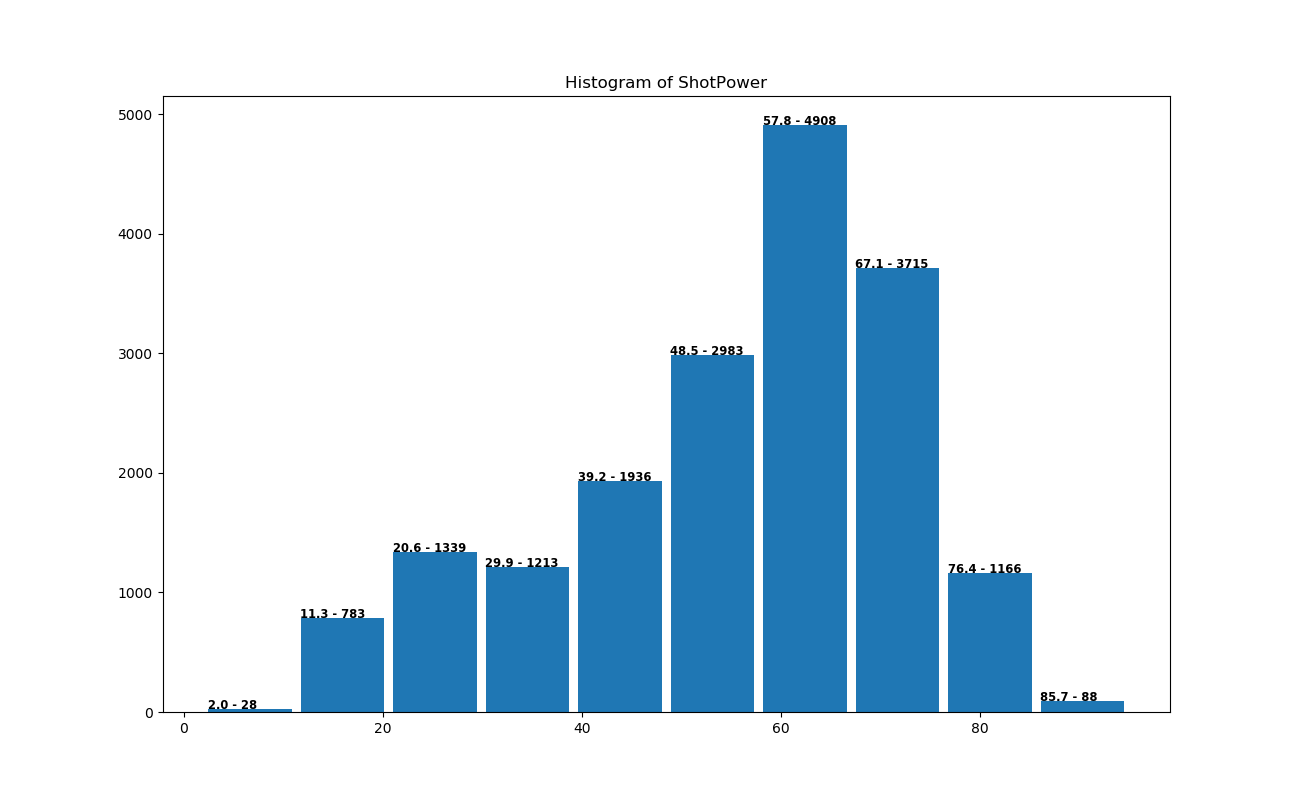 Histogram of ShotPower
5000
4000
3000
2000
1000
0
2.0 - 28
11.3 - 783
20.6 - 1339
29.9 - 1213
39.2 - 1936
48.5 - 2983
57.8 - 4908
67.1 - 3715
76.4 - 1166
85.7 - 88
0 20 40 60 80